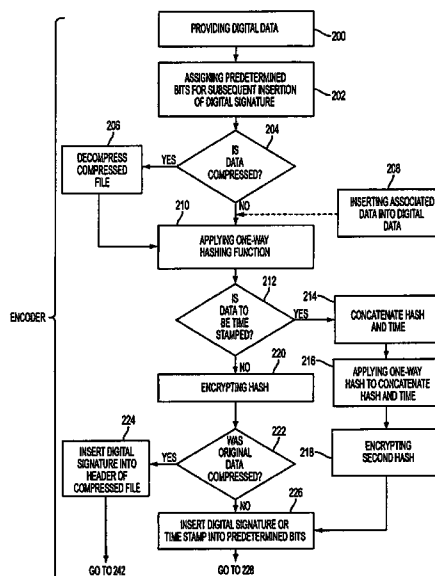 PROVIDING DIGITAL DATA
200
ASSIGNING PREDETERMINED
BITS FOR SUBSEQUENT INSERTION
OF DIGITAL SIGNATURE
202
206
204
DECOMPRESS
COMPRESSED
FILE
YES
IS
DATA
COMPRESSED?
208
INSERTING ASSOCIATED
DATA INTO DIGITAL
DATA
NO
210
APPLYING ONE-WAY
HASHING FUNCTION
212
ENCODER
IS
DATA TO
BE TIME
STAMPED?
YES
214
CONCATENATE HASH
AND TIME
NO
220
216
ENCRYPTING HASH
APPLYING ONE-WAY
HASH TO CONCATENATE
HASH AND TIME
224
222
INSERT DIGITAL
SIGNATURE INTO
HEADER OF
COMPRESSED FILE
YES
WAS
ORIGINAL
DATA
COMPRESSED?
218
ENCRYPTING
SECOND HASH
NO
226
INSERT DIGITAL SIGNATURE OR
TIME STAMP INTO PREDETERMINED BITS
GO TO 242
GO TO 228